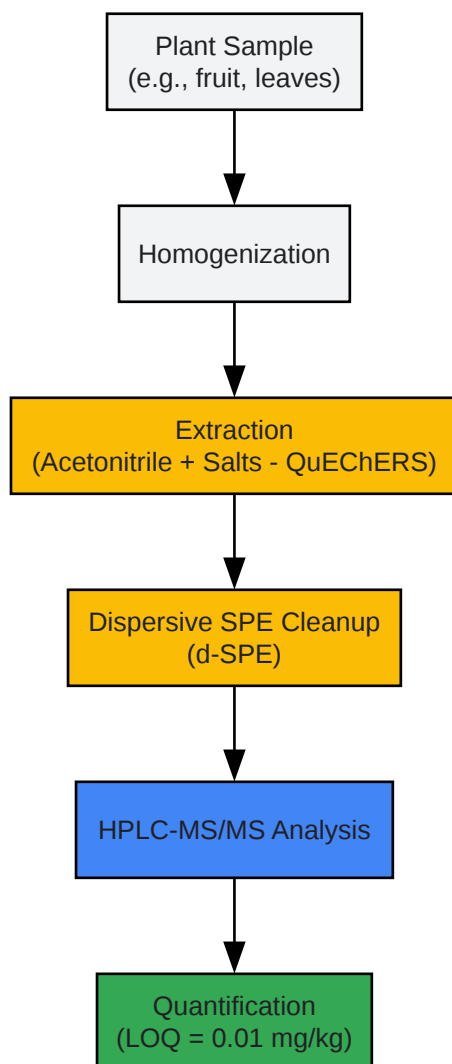 Plant Sample
(e.g., fruit, leaves)
Homogenization
Extraction
(Acetonitrile + Salts - QuEChERS)
Dispersive SPE Cleanup
(d-SPE)
HPLC-MS/MS Analysis
Quantification
(LOQ = 0.01 mg/kg)